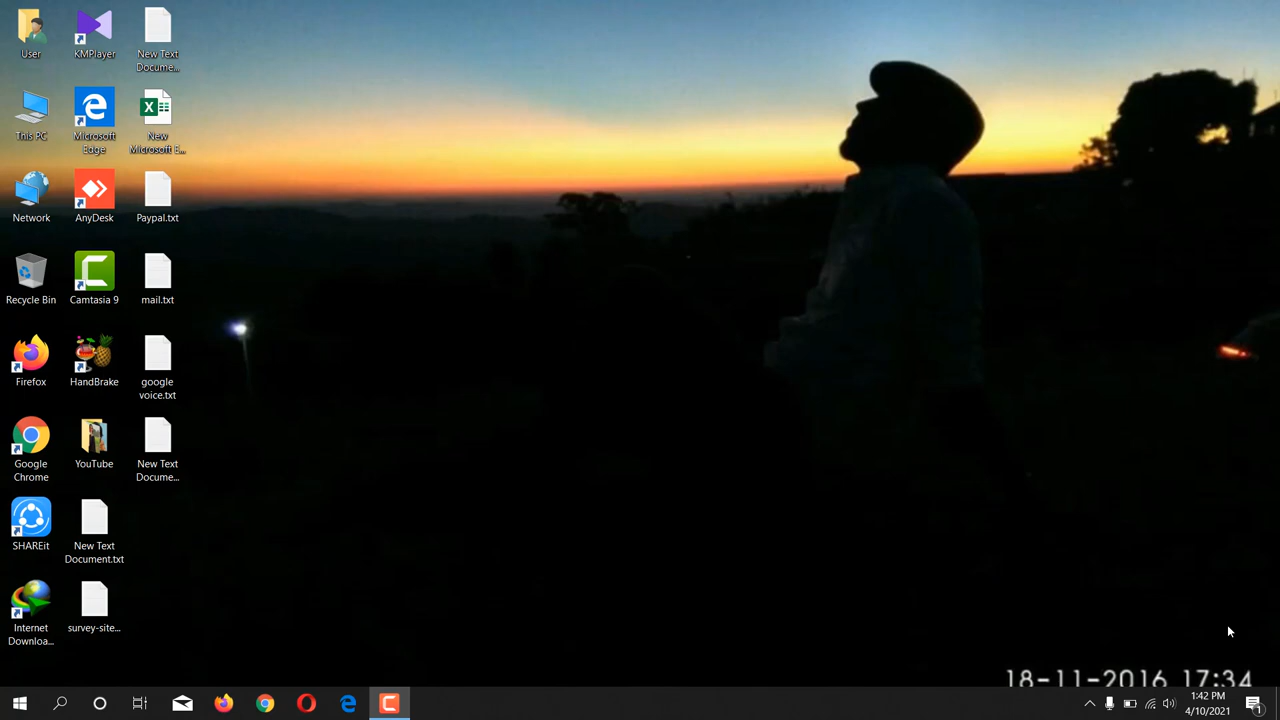 User
KMPlayer
New Text
Docume...
This PC
Microsoft
Edge
New
Microsoft E...
Network
AnyDesk
Paypal.txt
Recycle Bin
Camtasia 9
mail.txt
Firefox
HandBrake
google
voice.txt
Google
Chrome
YouTube
New Text
Docume...
SHAREit
New Text
Document.txt
Internet
Downloa...
survey-site...
18-11-2016 17:34
1:42 PM
4/10/2021
1